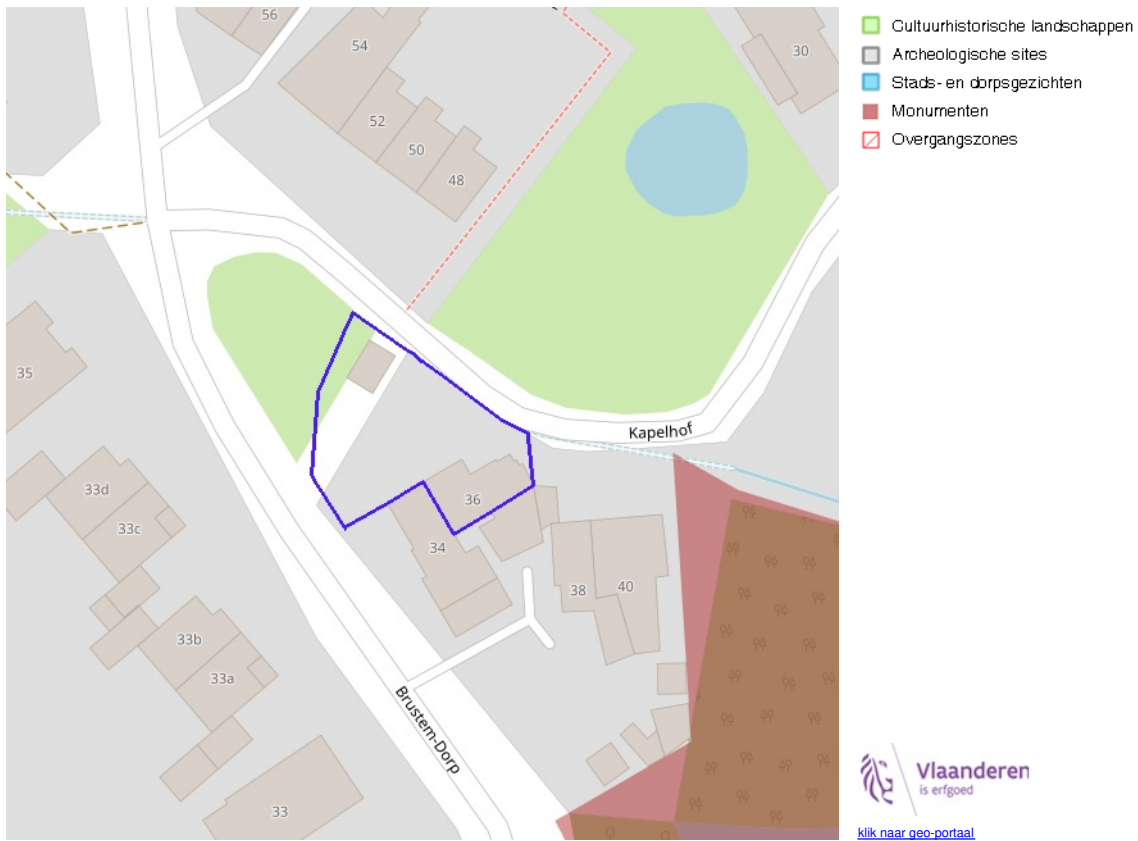 56
54
30
52
50
48
35
Kapelhof
33d
36
33c
34
38
40
33b
33a
Brustem-Dorp
33
Cultuurhistorische landschappen
Archeologische sites
Stads- en dorpsgezichten
Monumenten
Overgangszones
Vlaanderen
is erfgoed
klik naar geo-portaal